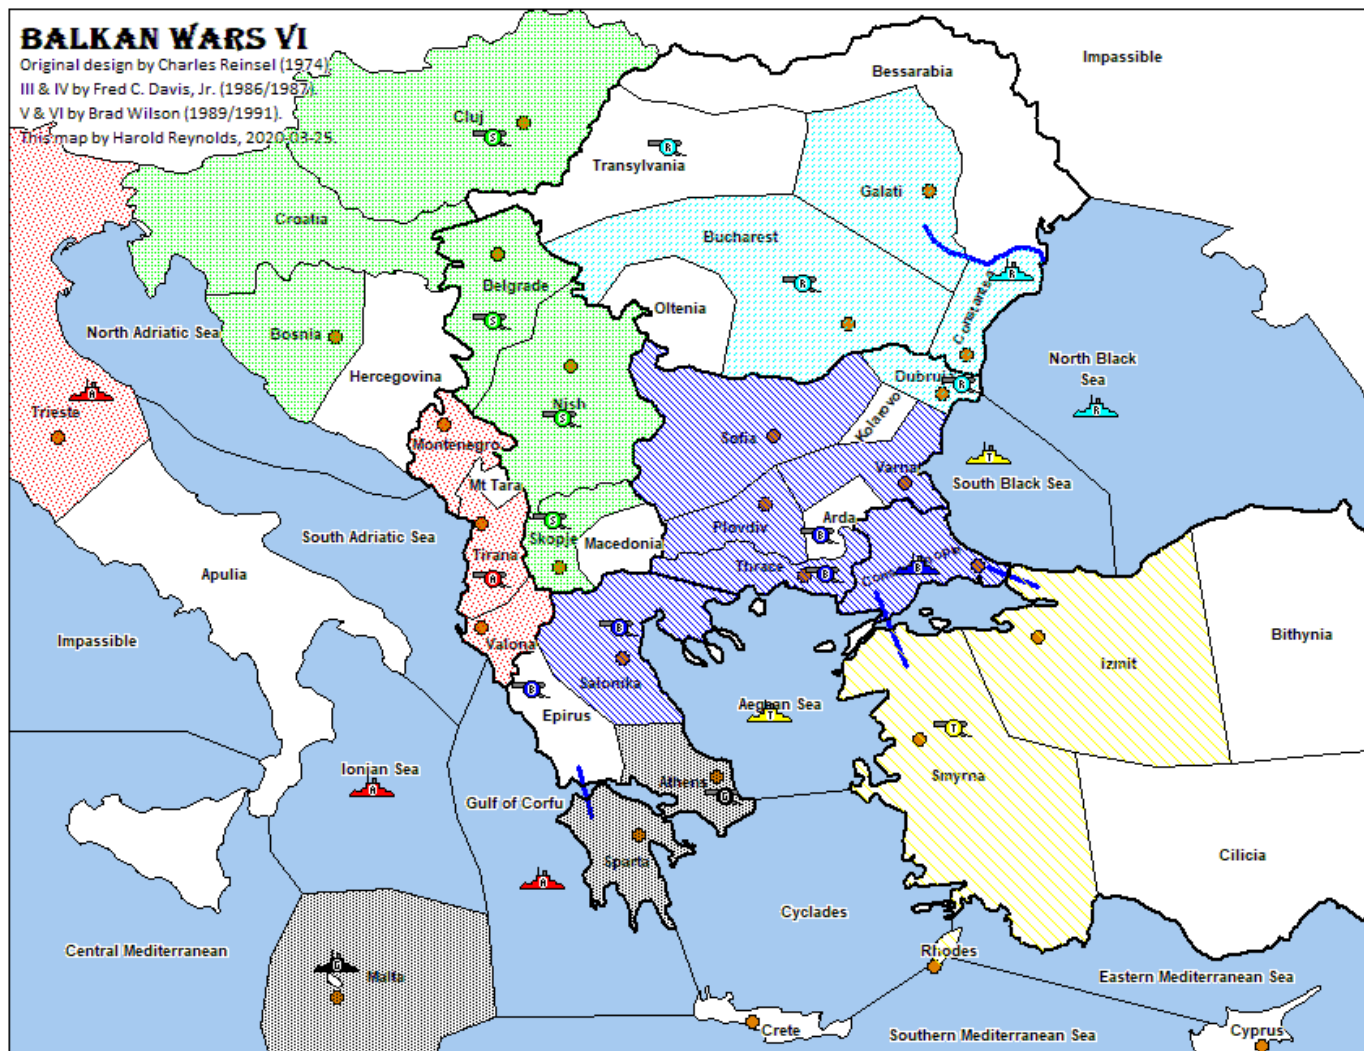 BALKAN WARS VI
Original design by Charles Reinsel (1974)
III & IV by Fred C. Davis, Jr. (1986/1987).
V & VI by Brad Wilson (1989/1991).
This map by Harold Reynolds, 2020-03-25.
Impassible
Bessarabia
Cluj
S
R
Transylvania
Galati
Croatia
Bucharest
Belgrade
R
R
Constantsa
Oltenia
North Adriatic Sea
Bosnia
S
Hercegovina
North Black
Sea
Dubruja
R
R
A
Trieste
Nish
S
Kolarovo
Montenegro
Sofia
T
Varna
Mt Tara
South Black Sea
South Adriatic Sea
S
Skopje
Macedonia
Plovdiv
Arda
B
Tirana
A
Thrace
B
B
Apulia
Impassible
Valona
B
Salonika
Izmit
Bithynia
B
Epirus
Aegean Sea
T
T
Smyrna
Ionian Sea
A
Athens
G
Gulf of Corfu
Sparta
Cilicia
A
Cyclades
Central Mediterranean
G
Malta
Rhodes
Eastern Mediterranean Sea
Crete
Southern Mediterranean Sea
Cyprus